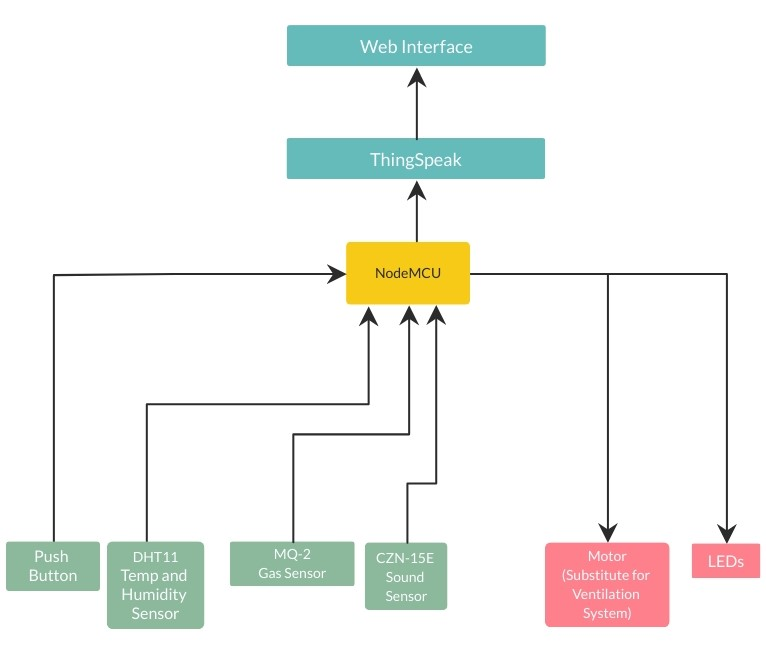 Web Interface
ThingSpeak
NodeMCU
Push
Button
DHT11
Temp and
Humidity
Sensor
MQ-2
Gas Sensor
CZN-15E
Sound
Sensor
Motor
(Substitute for
Ventilation
System)
LEDs